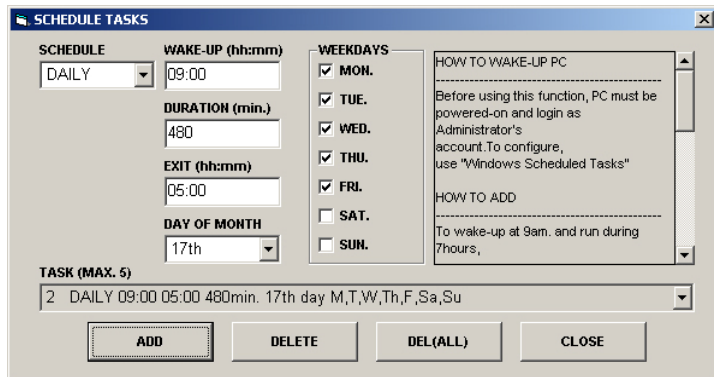 SCHEDULE TASKS
SCHEDULE
DAILY
WAKE-UP (hh:mm)
09:00
DURATION (min.)
480
EXIT (hh:mm)
05:00
DAY OF MONTH
17th
WEEKDAYS
MON.
TUE.
WED.
THU.
FRI.
SAT.
SUN.
HOW TO WAKE-UP PC
------------------------------------------------------
Before using this function, PC must be
powered-on and login as
Administrator's
account.To configure,
use "Windows Scheduled Tasks"
HOW TO ADD
------------------------------------------------------
To wake-up at 9am. and run during
7hours,
TASK (MAX. 5)
2 DAILY 09:00 05:00 480min. 17th day M,T,W,Th,F,Sa,Su
ADD
DELETE
DEL(ALL)
CLOSE